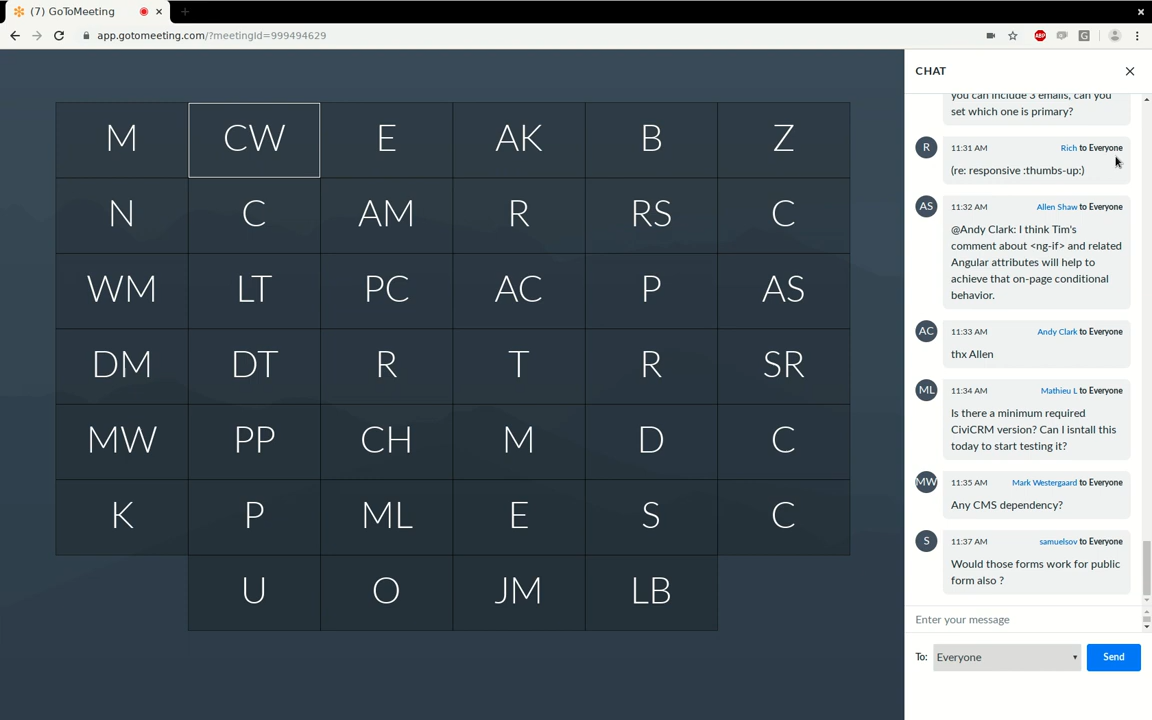 (7) GoToMeeting
app.gotomeeting.com/?meetingId=999494629
ABP
G
M CW E AK B Z
N C AM R RS C
WM LT PC AC P AS
DM DT R T R SR
MW PP CH M D C
K P ML E S C
U O JM LB
CHAT
you can include 3 emails, can you
set which one is primary?
R 11:31 AM Rich to Everyone
(re: responsive :thumbs-up:)
AS 11:32 AM Allen Shaw to Everyone
@Andy Clark: I think Tim's
comment about <ng-if> and related
Angular attributes will help to
achieve that on-page conditional
behavior.
AC 11:33 AM Andy Clark to Everyone
thx Allen
ML 11:34 AM Mathieu L to Everyone
Is there a minimum required
CiviCRM version? Can I isntall this
today to start testing it?
MW 11:35 AM Mark Westergaard to Everyone
Any CMS dependency?
S 11:37 AM samuelsov to Everyone
Would those forms work for public
form also ?
Enter your message
To: Everyone Send